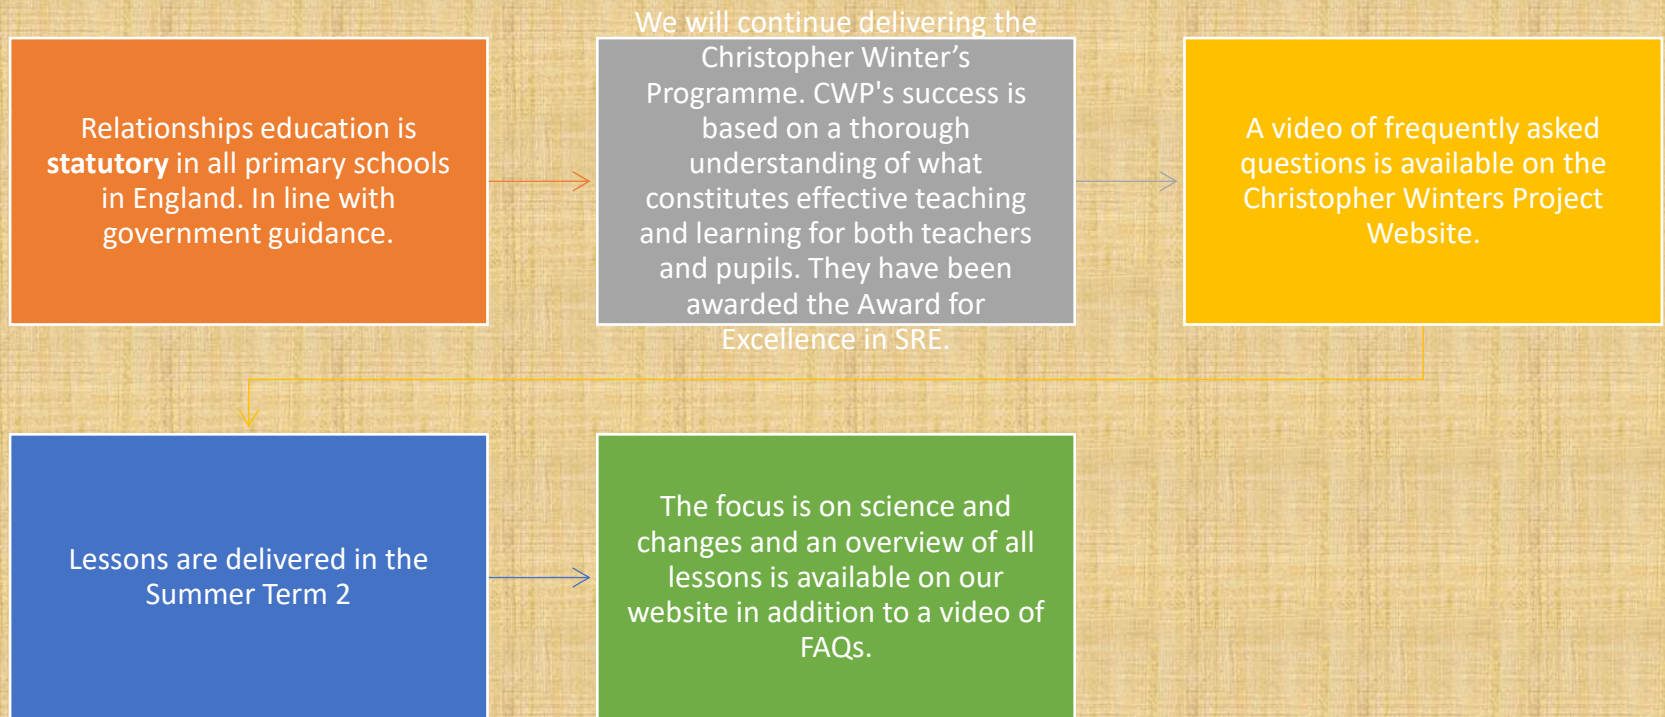 Relationships education is
statutory in all primary schools
in England. In line with
government guidance.
We will continue delivering the
Christopher Winter’s
Programme. CWP's success is
based on a thorough
understanding of what
constitutes effective teaching
and learning for both teachers
and pupils. They have been
awarded the Award for
Excellence in SRE.
A video of frequently asked
questions is available on the
Christopher Winters Project
Website.
Lessons are delivered in the
Summer Term 2
The focus is on science and
changes and an overview of all
lessons is available on our
website in addition to a video of
FAQs.